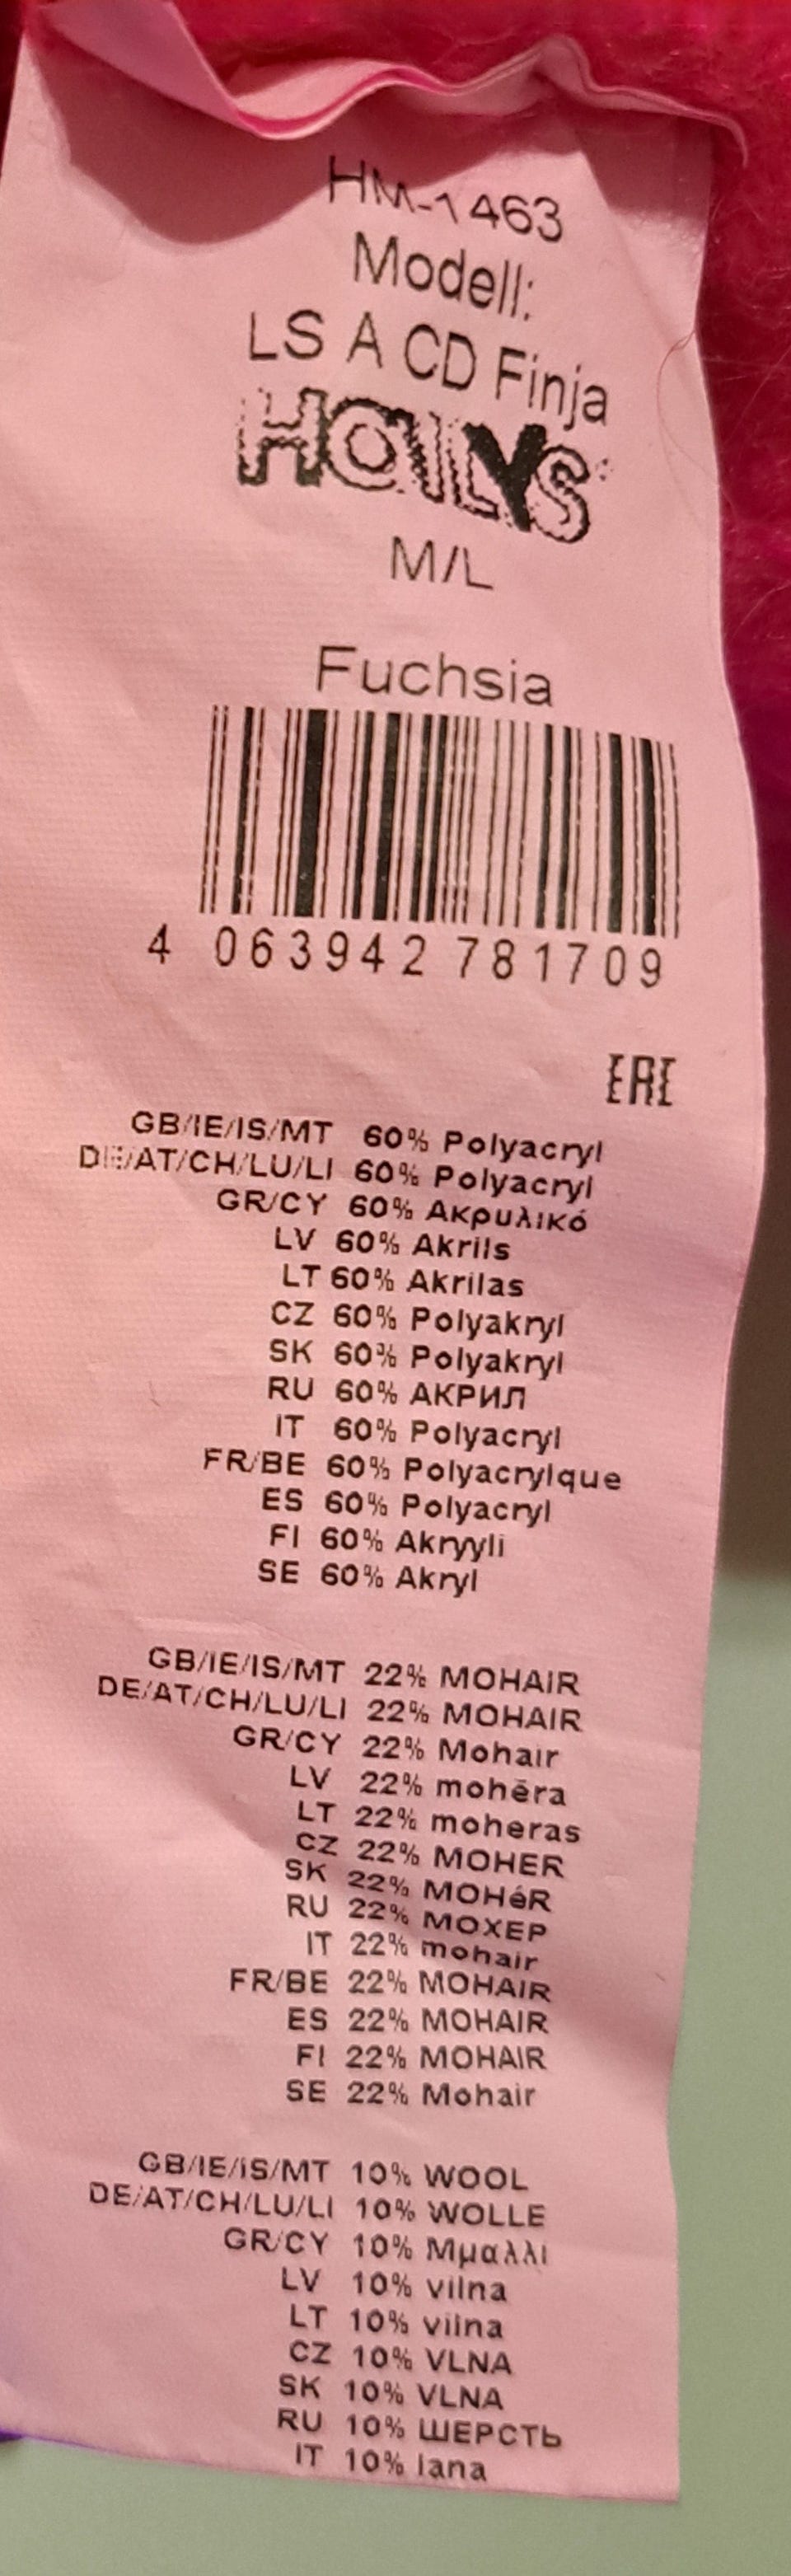 HM-1463
Modell:
LS A CD Finja
HAILYS
M/L
Fuchsia
4 063942 781709
EAC
GB/IE/IS/MT 60% Polyacryl
DE/AT/CH/LU/LI 60% Polyacryl
GR/CY 60% Ακρυλικό
LV 60% Akrils
LT 60% Akrilas
CZ 60% Polyakryl
SK 60% Polyakryl
RU 60% АКРИЛ
IT 60% Polyacryl
FR/BE 60% Polyacrylque
ES 60% Polyacryl
FI 60% Akryyli
SE 60% Akryl
GB/IE/IS/MT 22% MOHAIR
DE/AT/CH/LU/LI 22% MOHAIR
GR/CY 22% Mohair
LV 22% mohēra
LT 22% moheras
CZ 22% MOHER
SK 22% MOHéR
RU 22% МОХЕР
IT 22% mohair
FR/BE 22% MOHAIR
ES 22% MOHAIR
FI 22% MOHAIR
SE 22% Mohair
GB/IE/IS/MT 10% WOOL
DE/AT/CH/LU/LI 10% WOLLE
GR/CY 10% Μμαλλι
LV 10% vilna
LT 10% vilna
CZ 10% VLNA
SK 10% VLNA
RU 10% ШЕРСТЬ
IT 10% lana